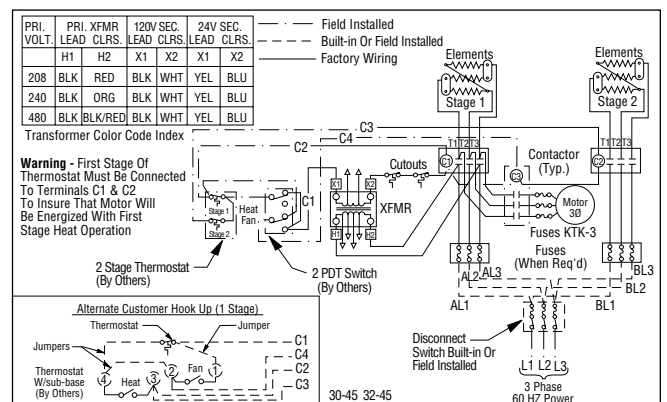 PRI. VOLT. PRI. XFMR LEAD CLRS. 120V SEC. LEAD CLRS. 24V SEC. LEAD CLRS.
H1 H2 X1 X2 X1 X2
208 BLK RED BLK WHT YEL BLU
240 BLK ORG BLK WHT YEL BLU
480 BLK BLK/RED BLK WHT YEL BLU
Transformer Color Code Index
Field Installed
Built-in Or Field Installed
Factory Wiring
Warning - First Stage Of
Thermostat Must Be Connected
To Terminals C1 & C2
To Insure That Motor Will
Be Energized With First
Stage Heat Operation
C3
C4
C2
Elements
Stage 1
Elements
Stage 2
T1 T2 T3
T1 T2 T3
C1
Cutouts
C3
Contactor
(Typ.)
C2
Stage 1
Stage 2
Heat
Fan
C1
X1
X2
XFMR
H1
H2
Motor
3Ø
Fuses KTK-3
Fuses
(When Req'd)
2 Stage Thermostat
(By Others)
2 PDT Switch
(By Others)
AL3
AL2
AL1
BL3
BL2
BL1
Disconnect
Switch Built-in Or
Field Installed
L1 L2 L3
3 Phase
60 HZ Power
Alternate Customer Hook Up (1 Stage)
Thermostat
Jumper
Jumpers
C1
C4
C2
C3
Thermostat
W/sub-base
(By Others)
4
Heat
3
2
Fan
1
30-45 32-45